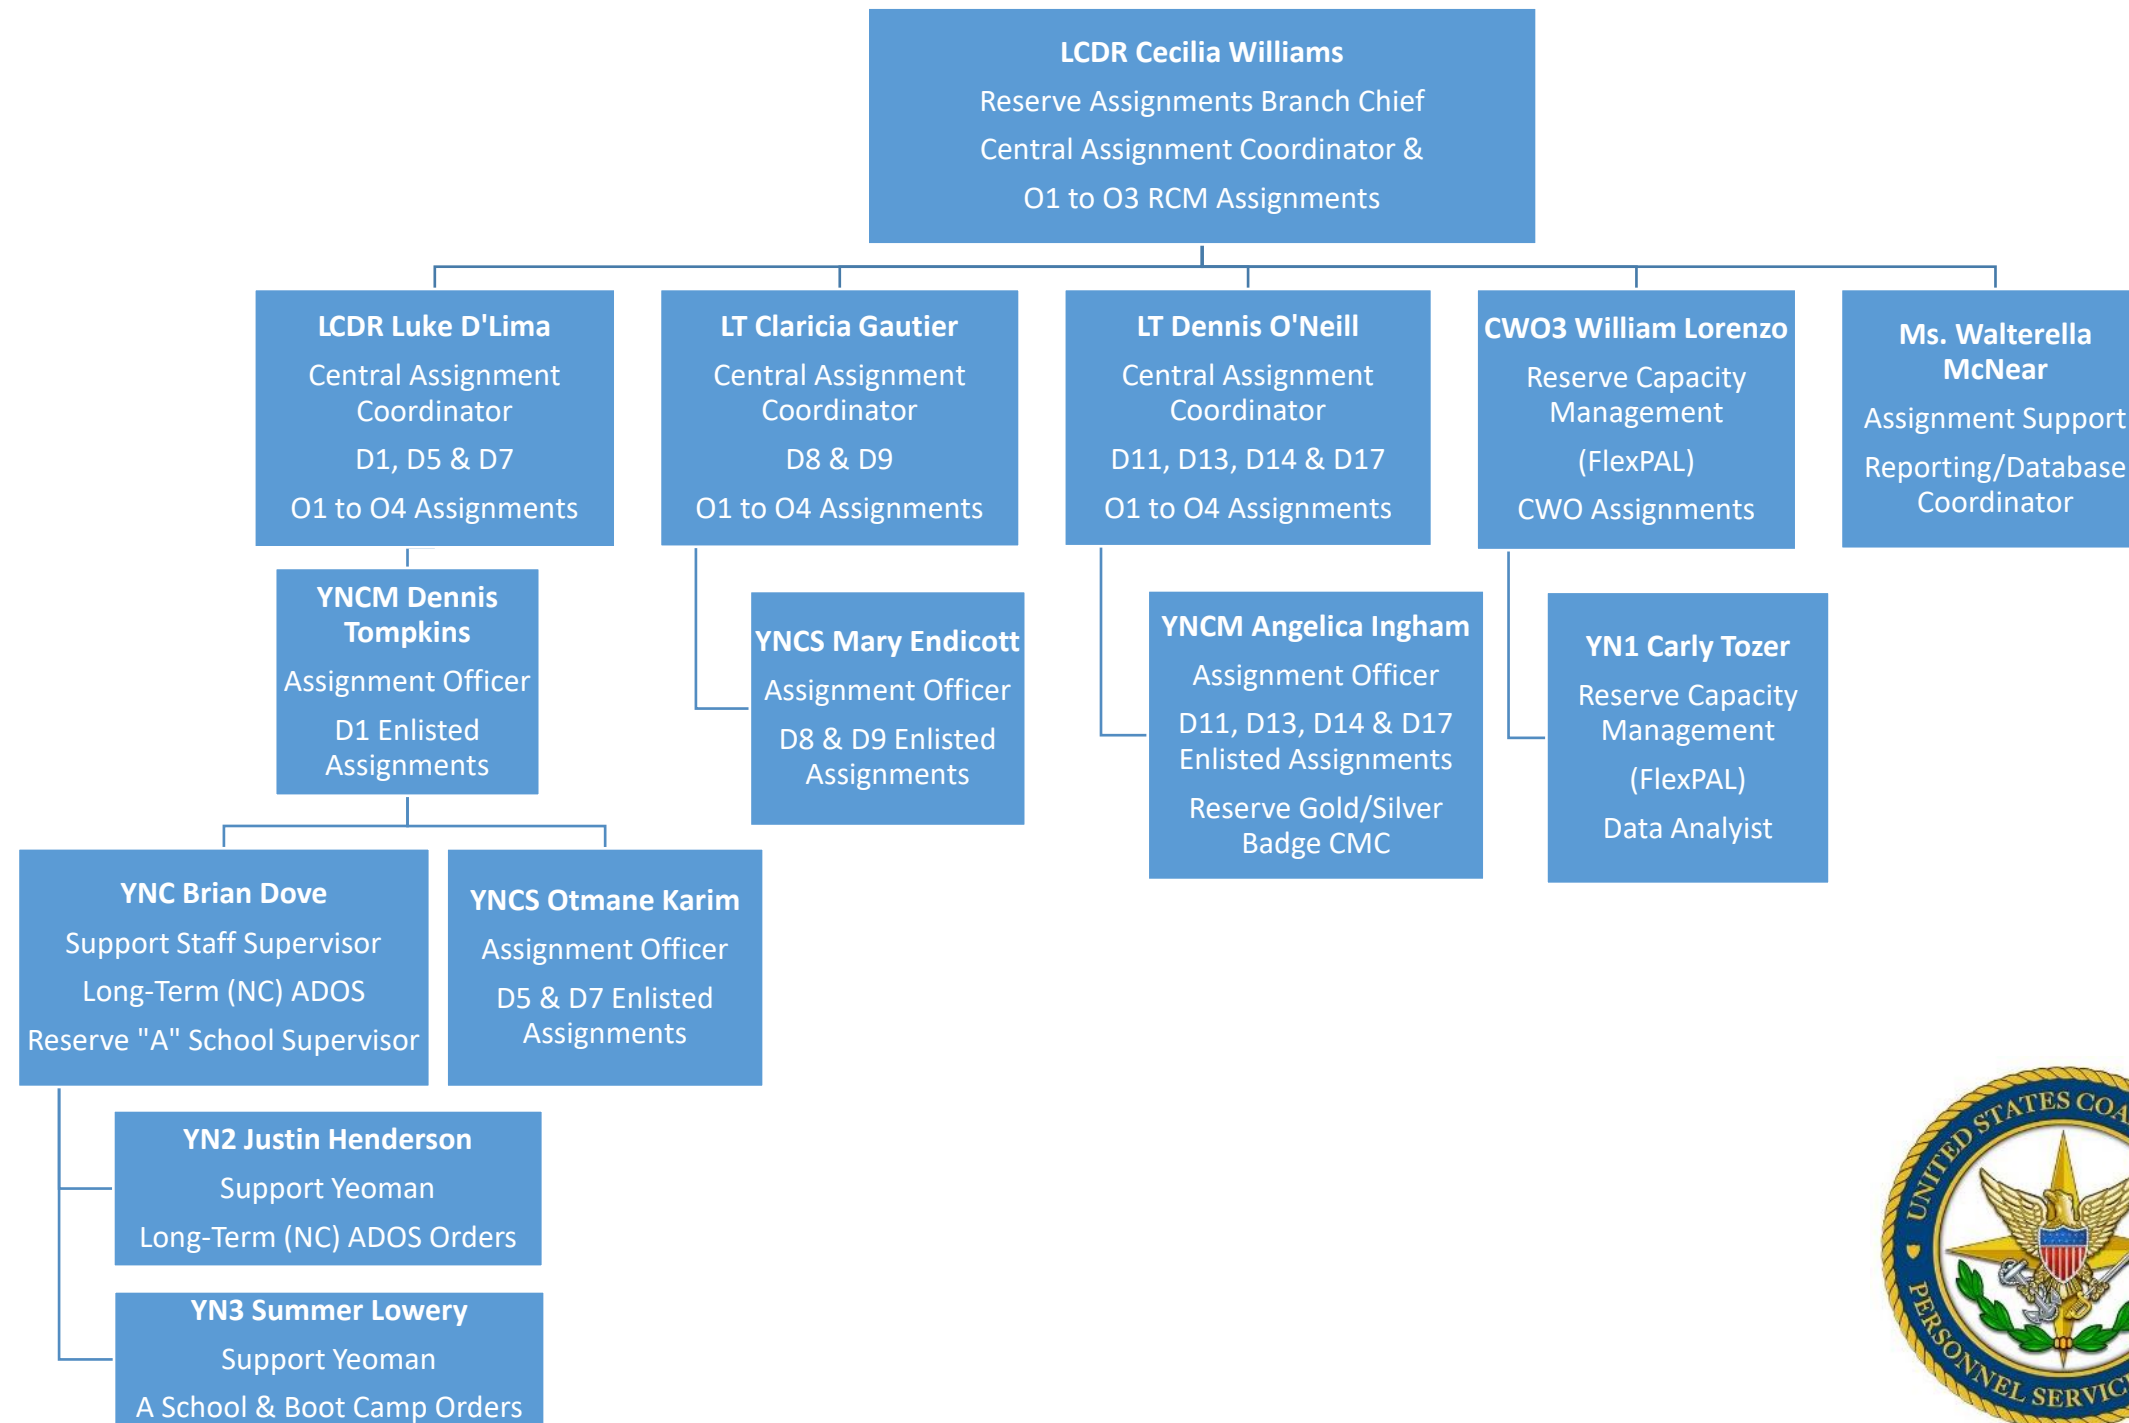 LCDR Cecilia Williams
Reserve Assignments Branch Chief
Central Assignment Coordinator &
O1 to O3 RCM Assignments
LCDR Luke D'Lima
Central Assignment
Coordinator
D1, D5 & D7
O1 to O4 Assignments
LT Claricia Gautier
Central Assignment
Coordinator
D8 & D9
O1 to O4 Assignments
LT Dennis O'Neill
Central Assignment
Coordinator
D11, D13, D14 & D17
O1 to O4 Assignments
CWO3 William Lorenzo
Reserve Capacity
Management
(FlexPAL)
CWO Assignments
Ms. Walterella
McNear
Assignment Support
Reporting/Database
Coordinator
YNCM Dennis
Tompkins
Assignment Officer
D1 Enlisted
Assignments
YNCS Mary Endicott
Assignment Officer
D8 & D9 Enlisted
Assignments
YNCM Angelica Ingham
Assignment Officer
D11, D13, D14 & D17
Enlisted Assignments
Reserve Gold/Silver
Badge CMC
YN1 Carly Tozer
Reserve Capacity
Management
(FlexPAL)
Data Analyist
YNC Brian Dove
Support Staff Supervisor
Long-Term (NC) ADOS
Reserve "A" School Supervisor
YNCS Otmane Karim
Assignment Officer
D5 & D7 Enlisted
Assignments
YN2 Justin Henderson
Support Yeoman
Long-Term (NC) ADOS Orders
YN3 Summer Lowery
Support Yeoman
A School & Boot Camp Orders
UNITED STATES COA
PERSONNEL SERVIC